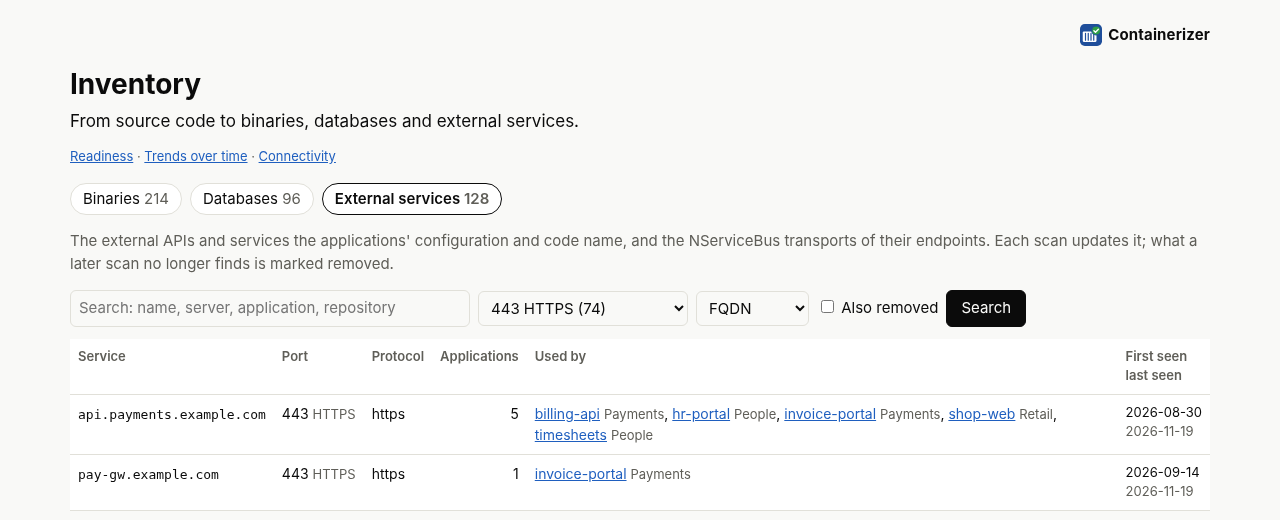 Containerizer
Inventory
From source code to binaries, databases and external services.
Readiness · Trends over time · Connectivity
Binaries 214 Databases 96 External services 128
The external APIs and services the applications' configuration and code name, and the NServiceBus transports of their endpoints. Each scan updates it; what a
later scan no longer finds is marked removed.
Search: name, server, application, repository 443 HTTPS (74) FQDN Also removed Search
Service Port Protocol Applications Used by First seen
last seen
api.payments.example.com 443 HTTPS https 5 billing-api Payments, hr-portal People, invoice-portal Payments, shop-web Retail, 2026-08-30
timesheets People 2026-11-19
pay-gw.example.com 443 HTTPS https 1 invoice-portal Payments 2026-09-14
2026-11-19